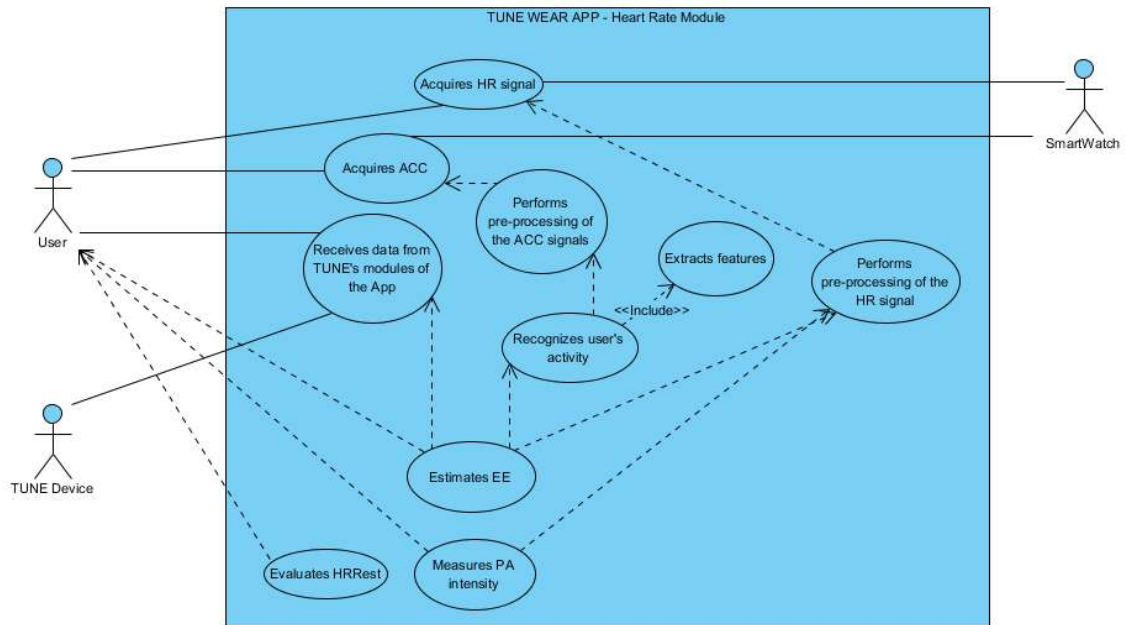 TUNE WEAR APP - Heart Rate Module
Acquires HR signal
SmartWatch
Acquires ACC
User
Performs
pre-processing of
the ACC signals
Receives data from
TUNE's modules of
the App
Extracts features
Performs
pre-processing of the
HR signal
<<Include>>
Recognizes user's
activity
TUNE Device
Estimates EE
Evaluates HRRest
Measures PA
intensity